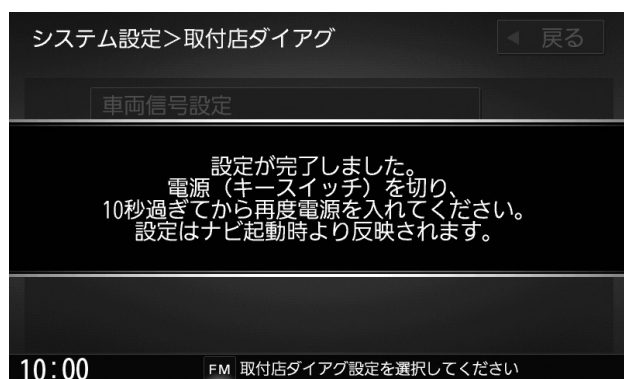 システム設定＞取付店ダイアグ
◀ 戻る
車両信号設定
設定が完了しました。
電源（キースイッチ）を切り、
10秒過ぎてから再度電源を入れてください。
設定はナビ起動時より反映されます。
10:00
FM 取付店ダイアグ設定を選択してください